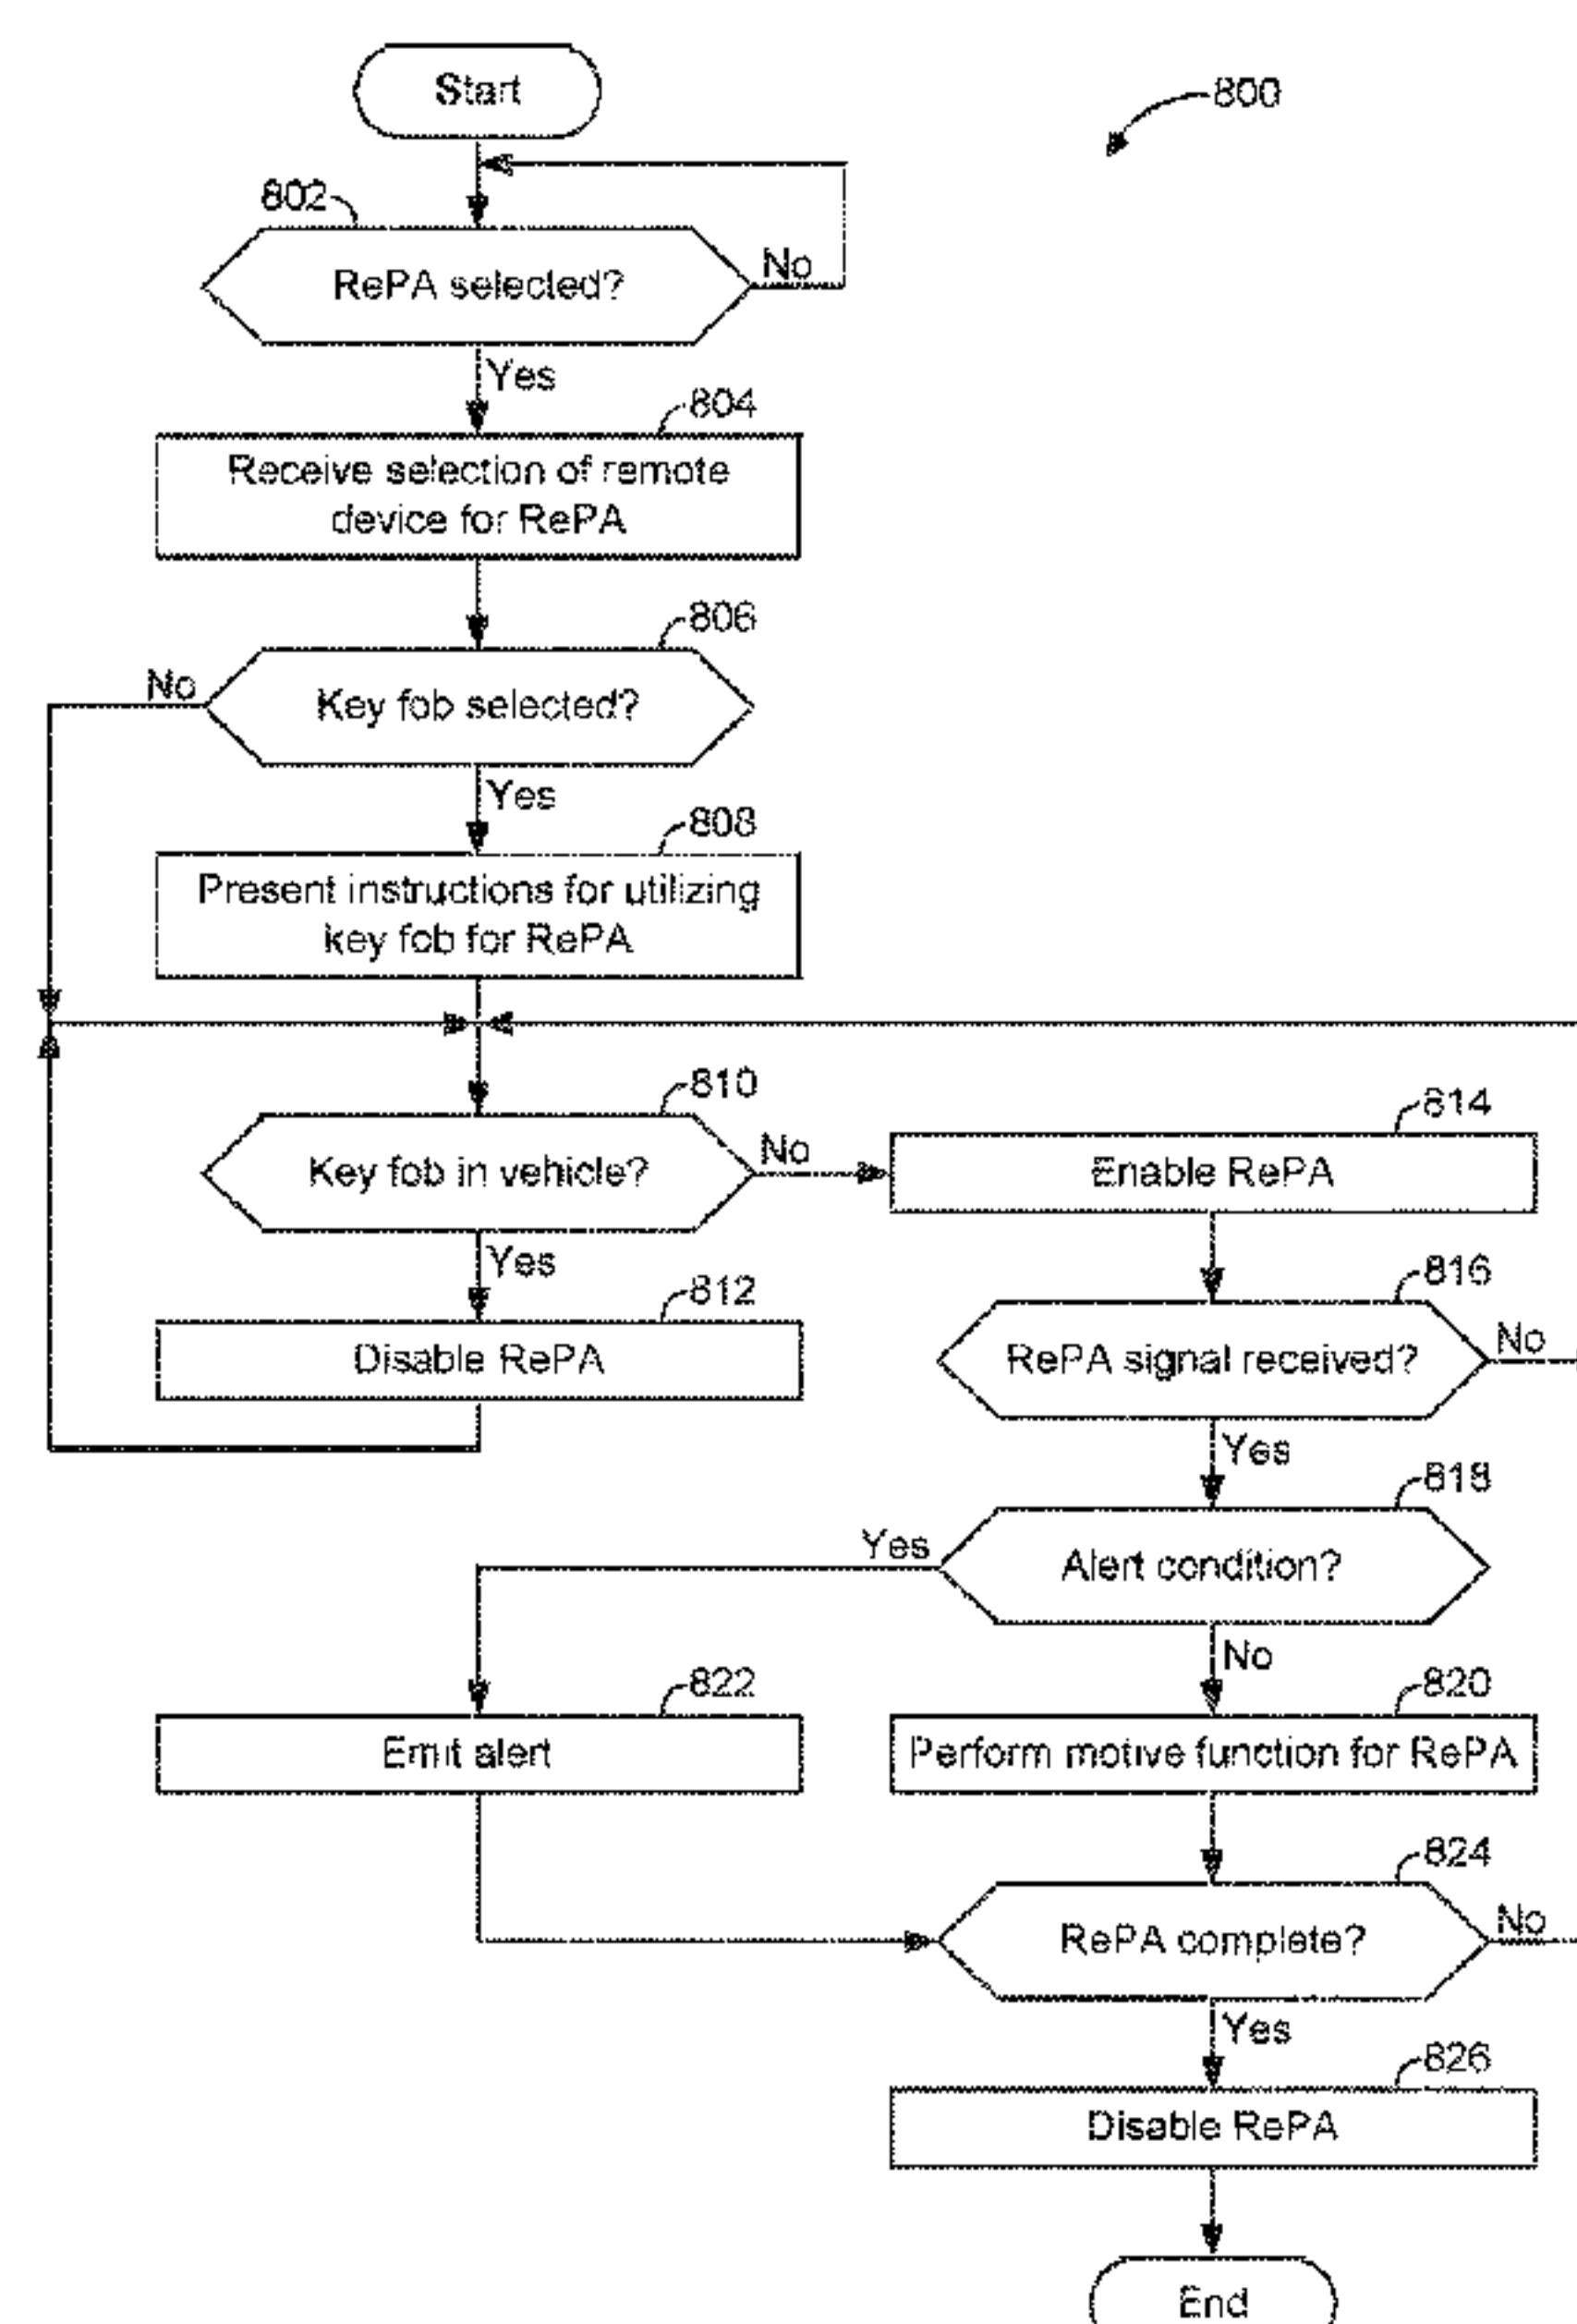 Start
800
802
RePA selected?
No
Yes
804
Receive selection of remote
device for RePA
806
No
Key fob selected?
Yes
808
Present instructions for utilizing
key fob for RePA
810
Key fob in vehicle?
No
814
Enable RePA
Yes
812
Disable RePA
816
RePA signal received?
No
Yes
818
Yes
Alert condition?
No
822
Emit alert
820
Perform motive function for RePA
824
RePA complete?
No
Yes
826
Disable RePA
End